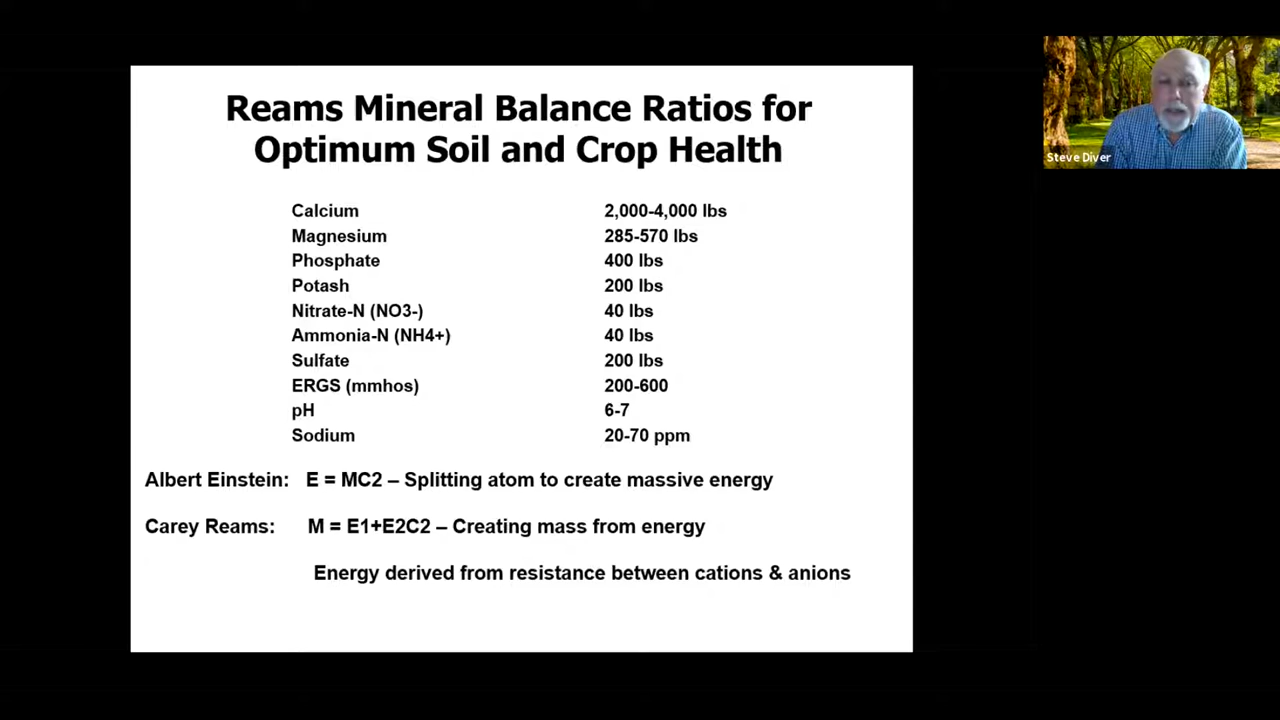 Reams Mineral Balance Ratios for
Optimum Soil and Crop Health
Calcium 2,000-4,000 lbs
Magnesium 285-570 lbs
Phosphate 400 lbs
Potash 200 lbs
Nitrate-N (NO3-) 40 lbs
Ammonia-N (NH4+) 40 lbs
Sulfate 200 lbs
ERGS (mmhos) 200-600
pH 6-7
Sodium 20-70 ppm
Albert Einstein: E = MC2 – Splitting atom to create massive energy
Carey Reams: M = E1+E2C2 – Creating mass from energy
Energy derived from resistance between cations & anions
Steve Diver